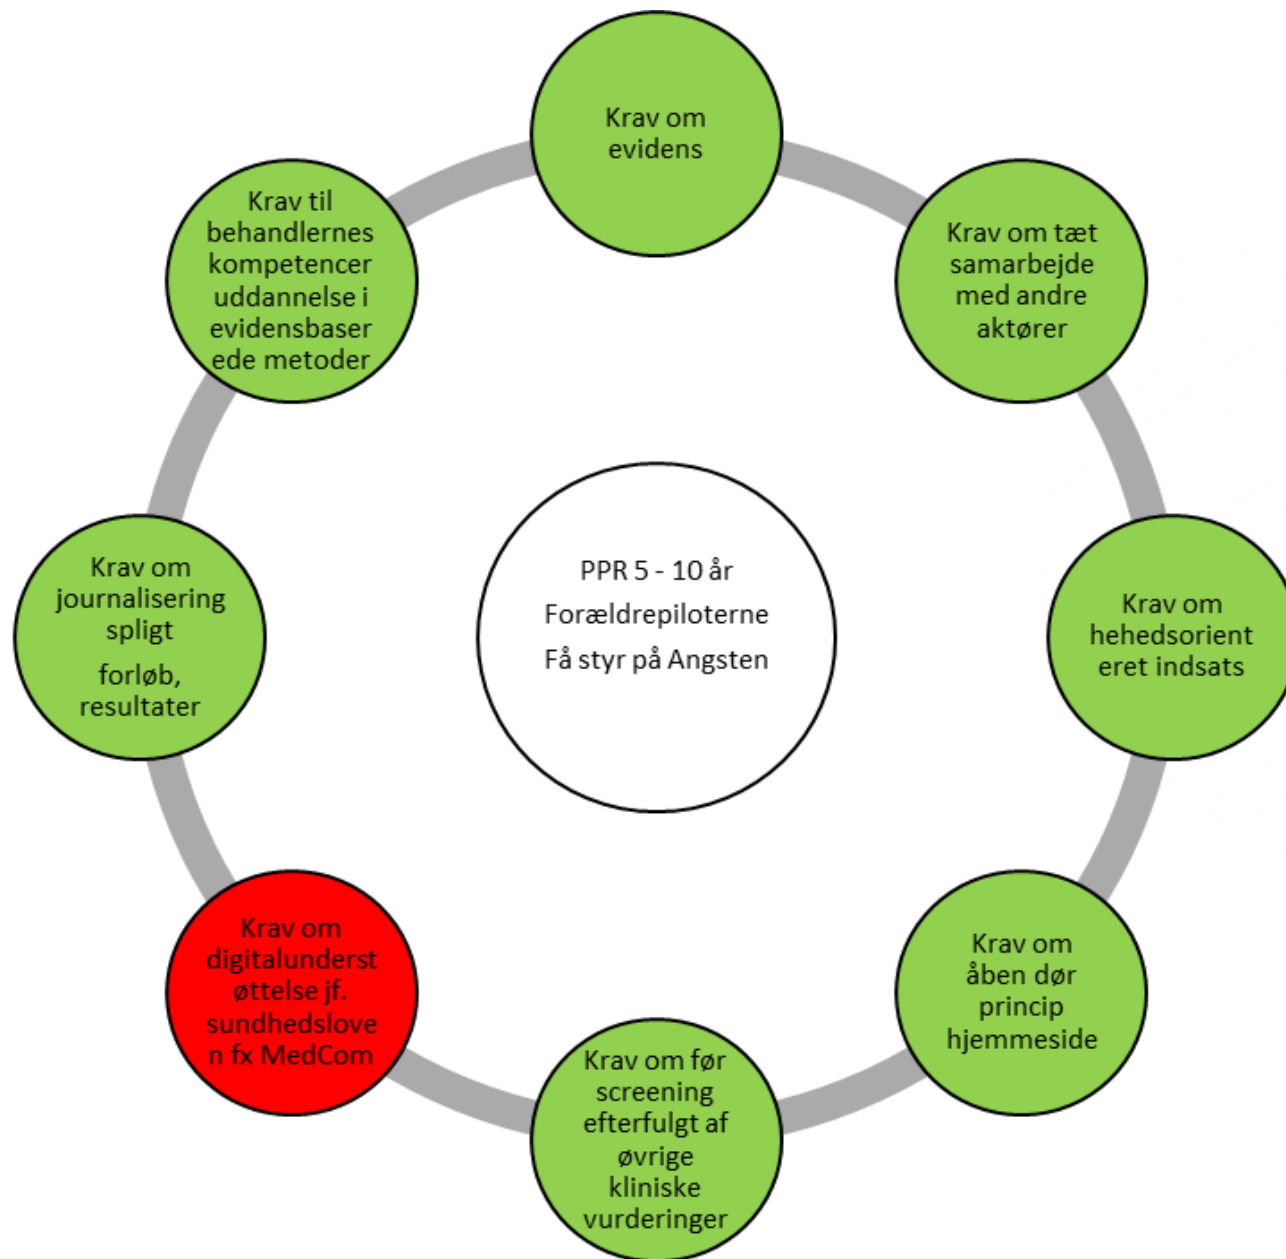 Krav om
evidens
Krav om tæt
samarbejde
med andre
aktører
Krav om
hehedsorient
eret indsats
Krav om
åben dør
princip
hjemmeside
Krav om før
screening
efterfulgt af
øvrige
kliniske
vurderinger
Krav om
digitalunderst
øttelse jf.
sundhedslove
n fx MedCom
Krav om
journalisering
spligt
forløb,
resultater
Krav til
behandlernes
kompetencer
uddannelse i
evidensbaser
ede metoder
PPR 5 - 10 år
Forældrepiloterne
Få styr på Angsten